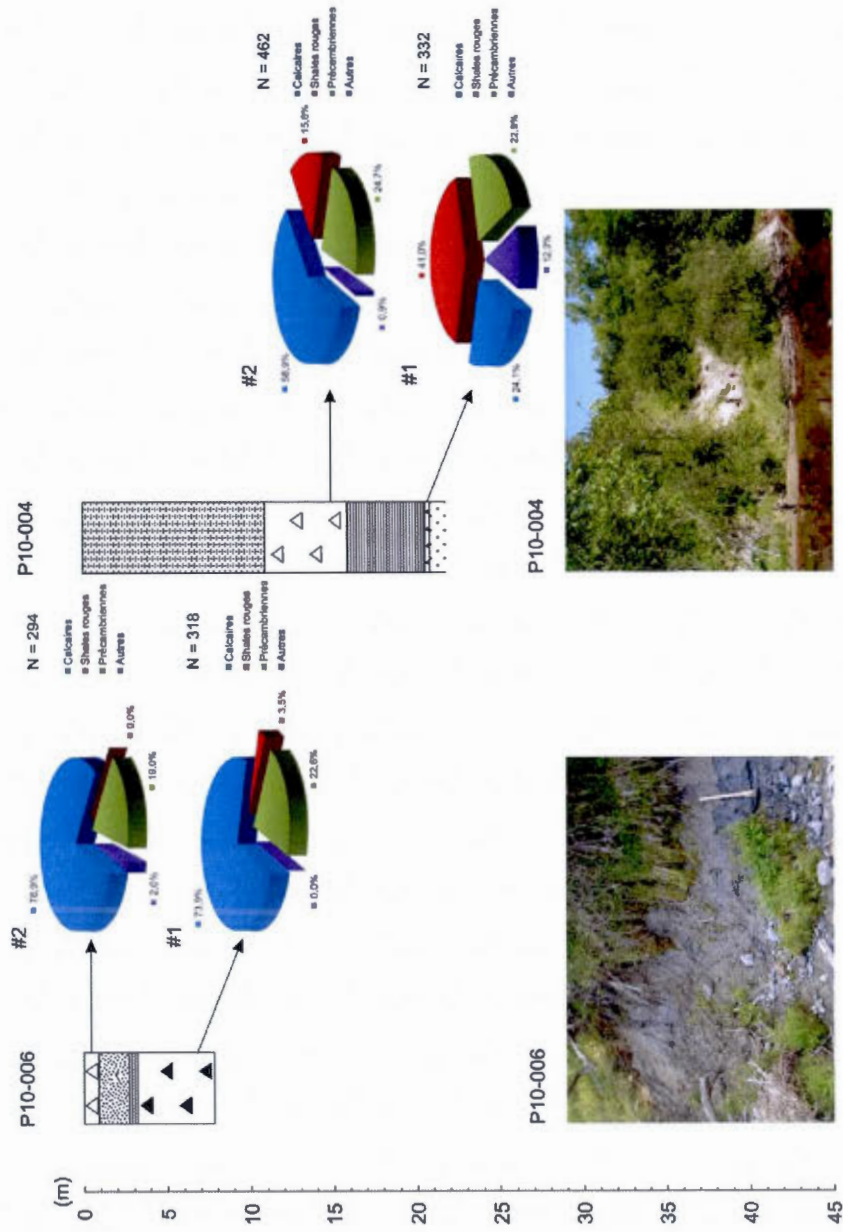 P10-006
#2
N = 294
78,9%
0,0%
19,0%
2,0%
Calcaires
Shales rouges
Précambriennes
Autres
#1
N = 318
73,9%
3,5%
22,6%
0,0%
Calcaires
Shales rouges
Précambriennes
Autres
P10-004
#2
N = 462
58,9%
15,6%
24,7%
0,9%
Calcaires
Shales rouges
Précambriennes
Autres
#1
N = 332
41,0%
24,1%
22,9%
Calcaires
Shales rouges
Précambriennes
Autres
(m)
0
5
10
15
20
25
30
35
40
45
P10-006
P10-004